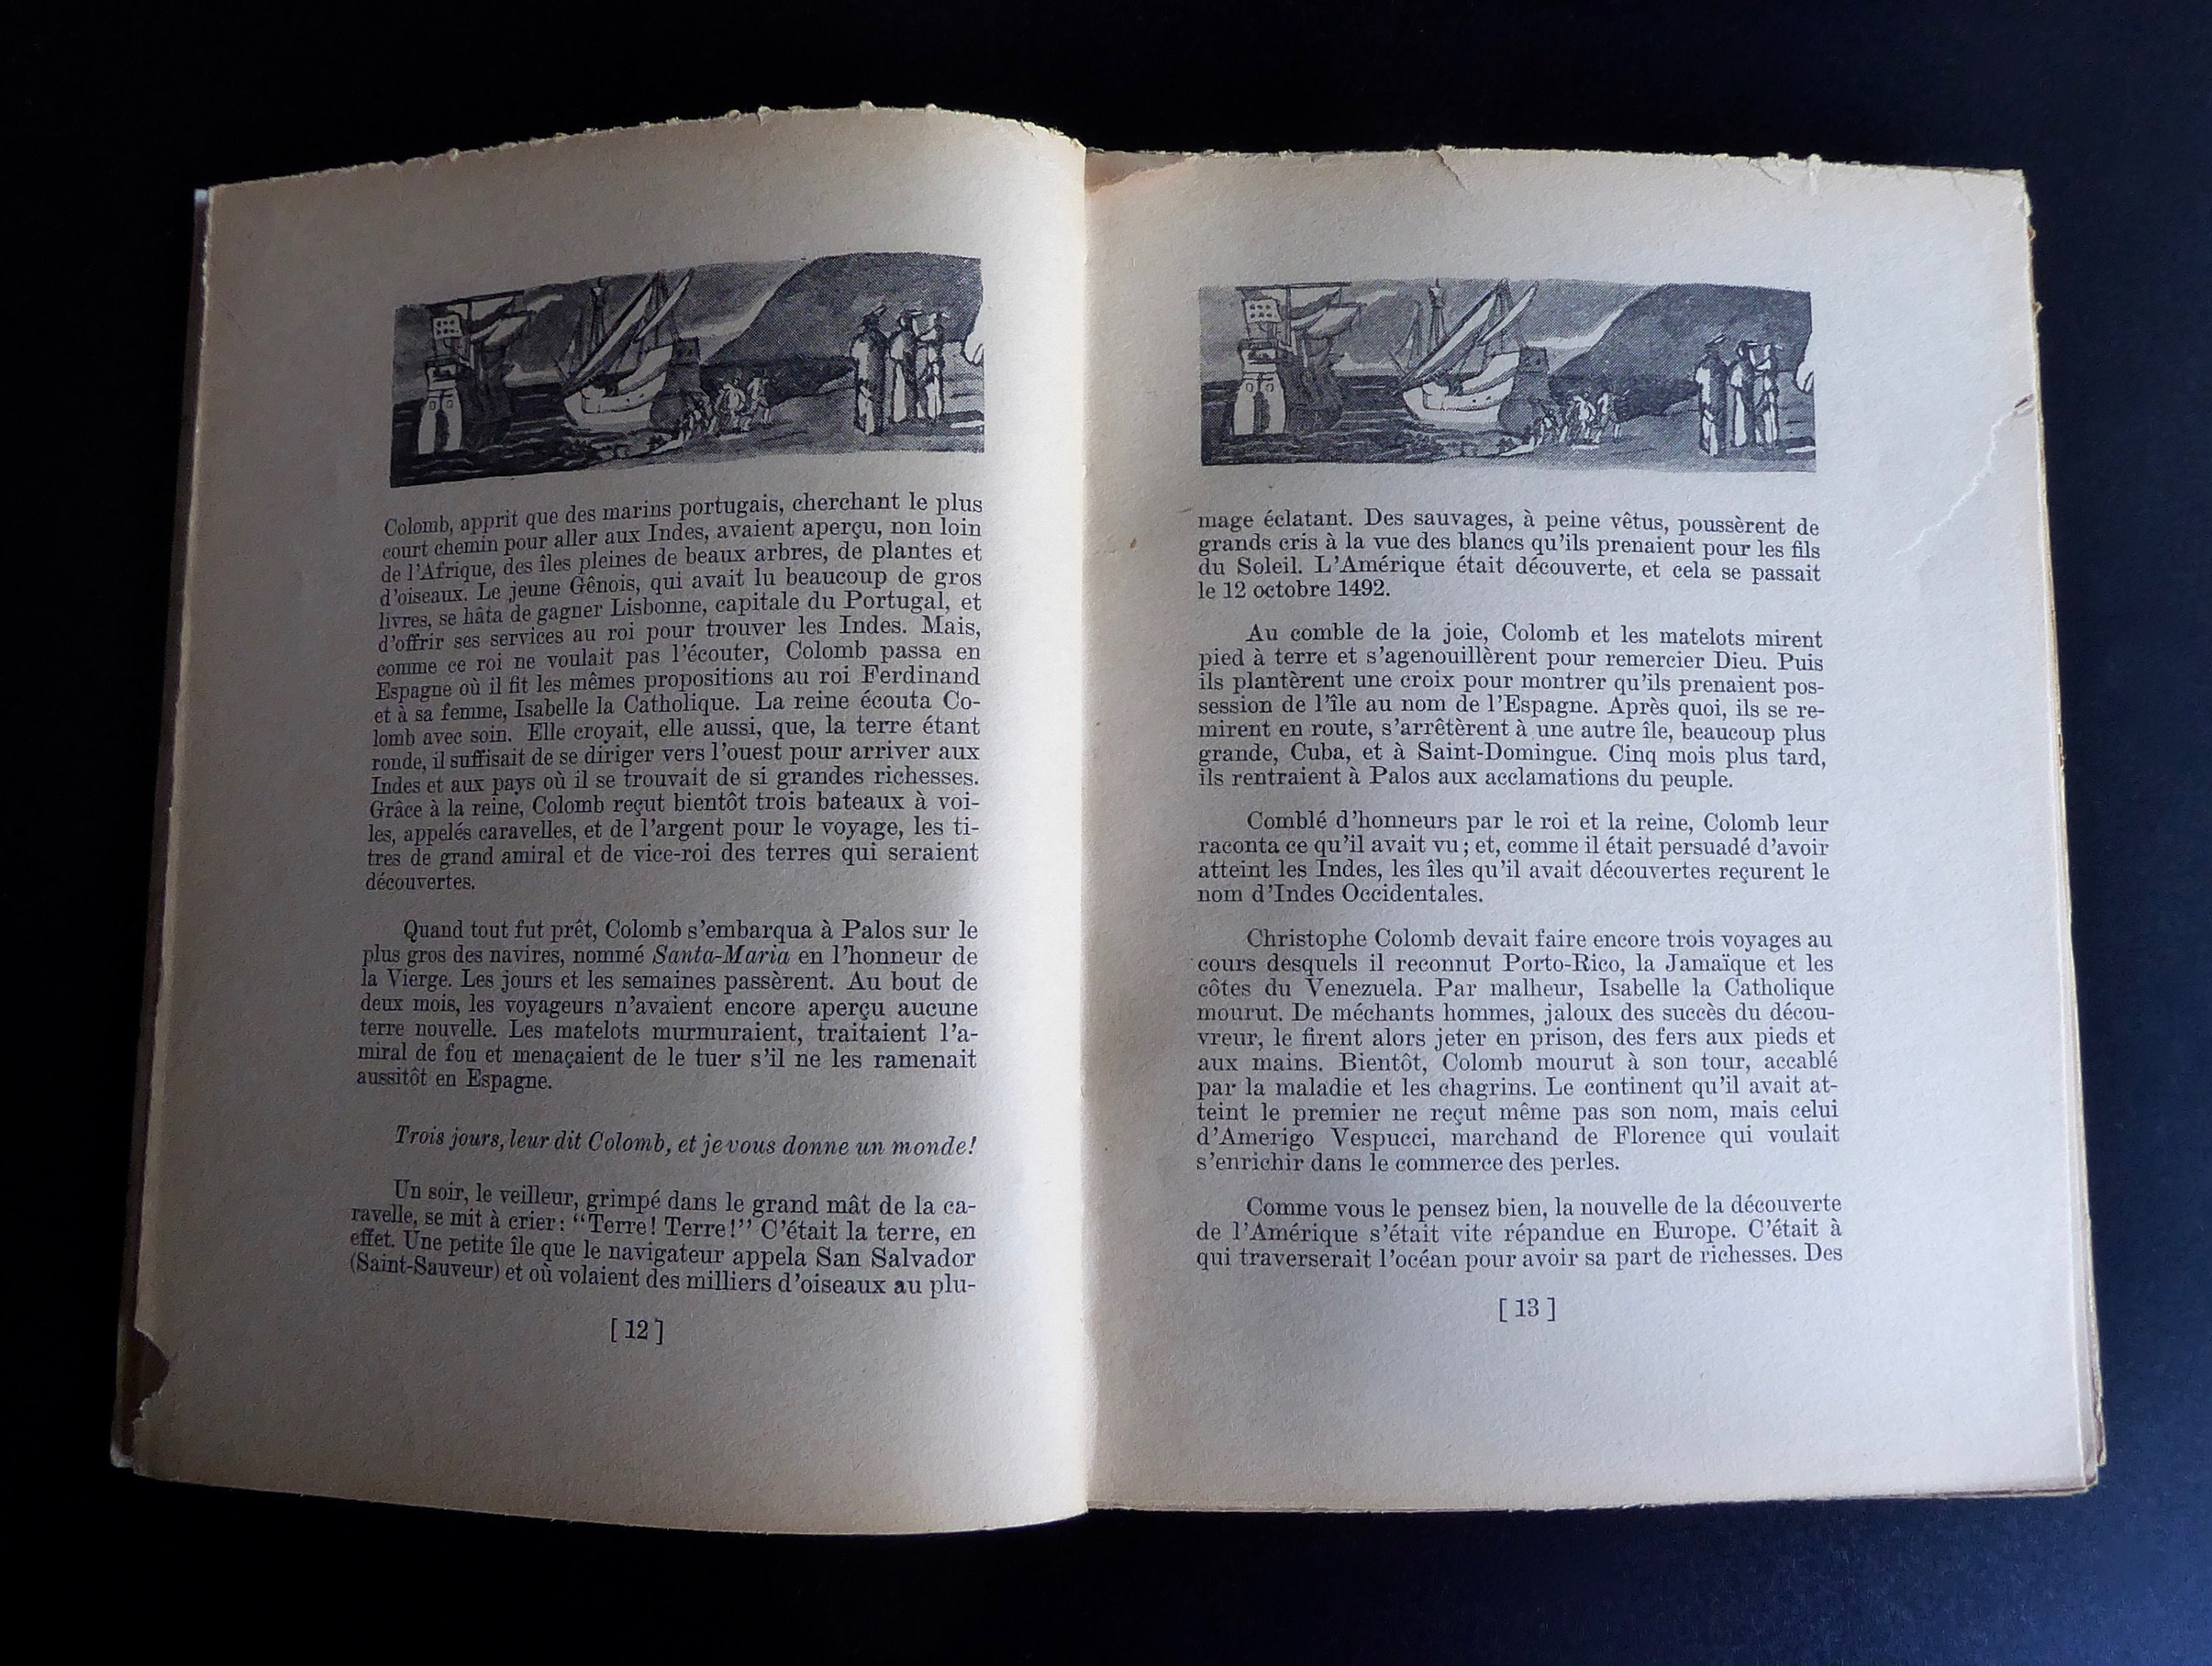 Colomb, apprit que des marins portugais, cherchant le plus
court chemin pour aller aux Indes, avaient aperçu, non loin
de l'Afrique, des îles pleines de beaux arbres, de plantes et
d'oiseaux. Le jeune Gênois, qui avait lu beaucoup de gros
livres, se hâta de gagner Lisbonne, capitale du Portugal, et
d'offrir ses services au roi pour trouver les Indes. Mais,
comme ce roi ne voulait pas l'écouter, Colomb passa en
Espagne où il fit les mêmes propositions au roi Ferdinand
et à sa femme, Isabelle la Catholique. La reine écouta Co-
lomb avec soin. Elle croyait, elle aussi, que, la terre étant
ronde, il suffisait de se diriger vers l'ouest pour arriver aux
Indes et aux pays où il se trouvait de si grandes richesses.
Grâce à la reine, Colomb reçut bientôt trois bateaux à voi-
les, appelés caravelles, et de l'argent pour le voyage, les ti-
tres de grand amiral et de vice-roi des terres qui seraient
découvertes.
Quand tout fut prêt, Colomb s'embarqua à Palos sur le
plus gros des navires, nommé Santa-Maria en l'honneur de
la Vierge. Les jours et les semaines passèrent. Au bout de
deux mois, les voyageurs n'avaient encore aperçu aucune
terre nouvelle. Les matelots murmuraient, traitaient l'a-
miral de fou et menaçaient de le tuer s'il ne les ramenait
aussitôt en Espagne.
Trois jours, leur dit Colomb, et je vous donne un monde!
Un soir, le veilleur, grimpé dans le grand mât de la ca-
ravelle, se mit à crier: "Terre! Terre!" C'était la terre, en
effet. Une petite île que le navigateur appela San Salvador
(Saint-Sauveur) et où volaient des milliers d'oiseaux au plu-
[ 12 ]
mage éclatant. Des sauvages, à peine vêtus, poussèrent de
grands cris à la vue des blancs qu'ils prenaient pour les fils
du Soleil. L'Amérique était découverte, et cela se passait
le 12 octobre 1492.
Au comble de la joie, Colomb et les matelots mirent
pied à terre et s'agenouillèrent pour remercier Dieu. Puis
ils plantèrent une croix pour montrer qu'ils prenaient pos-
session de l'île au nom de l'Espagne. Après quoi, ils se re-
mirent en route, s'arrêtèrent à une autre île, beaucoup plus
grande, Cuba, et à Saint-Domingue. Cinq mois plus tard,
ils rentraient à Palos aux acclamations du peuple.
Comblé d'honneurs par le roi et la reine, Colomb leur
raconta ce qu'il avait vu; et, comme il était persuadé d'avoir
atteint les Indes, les îles qu'il avait découvertes reçurent le
nom d'Indes Occidentales.
Christophe Colomb devait faire encore trois voyages au
cours desquels il reconnut Porto-Rico, la Jamaïque et les
côtes du Venezuela. Par malheur, Isabelle la Catholique
mourut. De méchants hommes, jaloux des succès du décou-
vreur, le firent alors jeter en prison, des fers aux pieds et
aux mains. Bientôt, Colomb mourut à son tour, accablé
par la maladie et les chagrins. Le continent qu'il avait at-
teint le premier ne reçut même pas son nom, mais celui
d'Amerigo Vespucci, marchand de Florence qui voulait
s'enrichir dans le commerce des perles.
Comme vous le pensez bien, la nouvelle de la découverte
de l'Amérique s'était vite répandue en Europe. C'était à
qui traverserait l'océan pour avoir sa part de richesses. Des
[ 13 ]